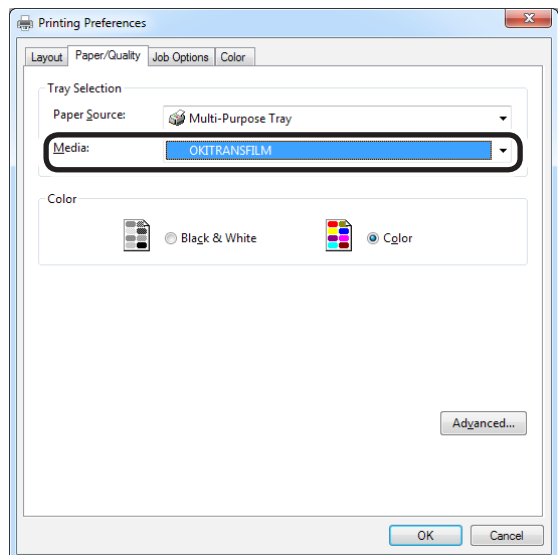 Printing Preferences
Layout Paper/Quality Job Options Color
Tray Selection
Paper Source: Multi-Purpose Tray
Media: OKITRANSFILM
Color
Black & White Color
Advanced...
OK Cancel